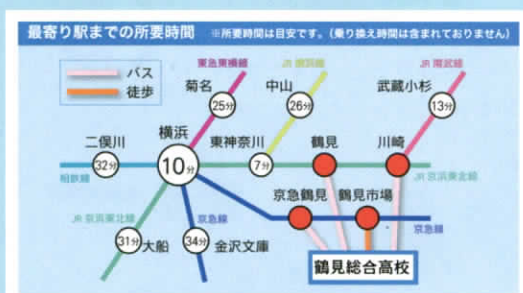 最寄り駅までの所要時間 ※所要時間は目安です。(乗り換え時間は含まれておりません)
バス
徒歩
東急東横線
菊名
25分
JR 横浜線
中山
26分
JR 南武線
武蔵小杉
13分
二俣川
32分
相鉄線
横浜
10分
東神奈川
7分
鶴見
川崎
JR 京浜東北線
京急鶴見
鶴見市場
京急線
JR 京浜東北線
31分
大船
京急線
34分
金沢文庫
鶴見総合高校